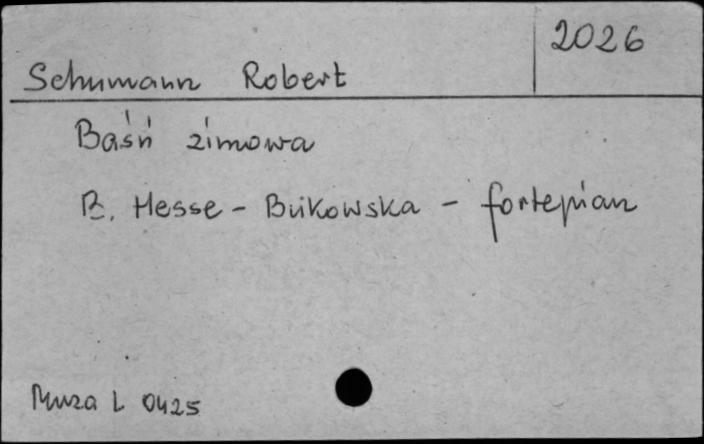 2026
Schumann Robert
Baśń zimowa
B. Hesse - Bukowska - fortepian
Muza L 0425